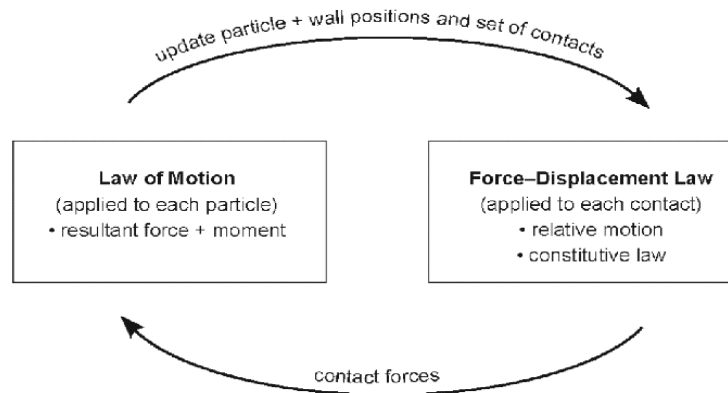 update particle + wall positions and set of contacts
Law of Motion
(applied to each particle)
• resultant force + moment
Force–Displacement Law
(applied to each contact)
• relative motion
• constitutive law
contact forces